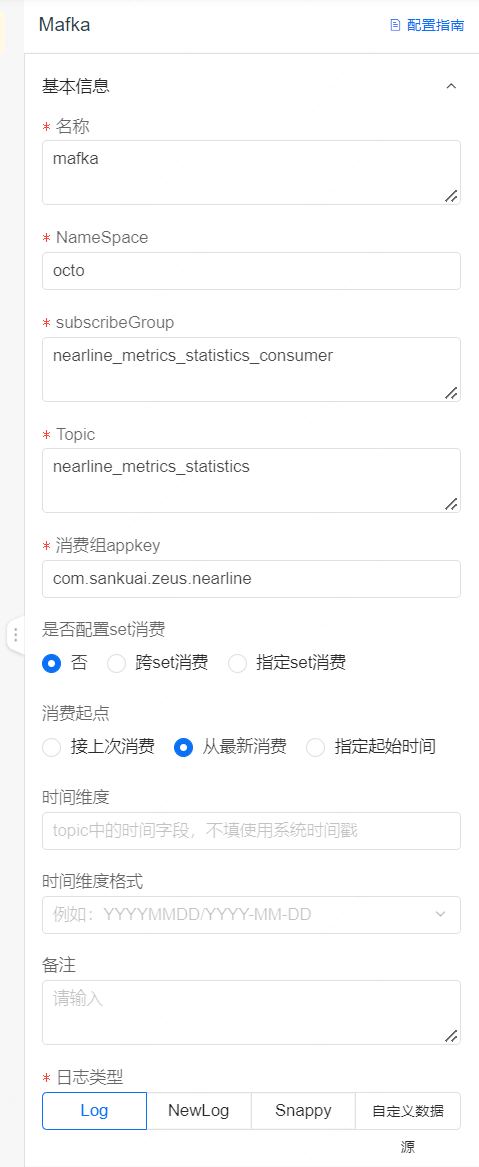 Mafka
配置指南
基本信息
* 名称
mafka
* NameSpace
octo
* subscribeGroup
nearline_metrics_statistics_consumer
* Topic
nearline_metrics_statistics
* 消费组appkey
com.sankuai.zeus.nearline
是否配置set消费
否 跨set消费 指定set消费
消费起点
接上次消费 从最新消费 指定起始时间
时间维度
topic中的时间字段，不填使用系统时间戳
时间维度格式
例如：YYYYMMDD/YYYY-MM-DD
备注
请输入
* 日志类型
Log NewLog Snappy 自定义数据
源